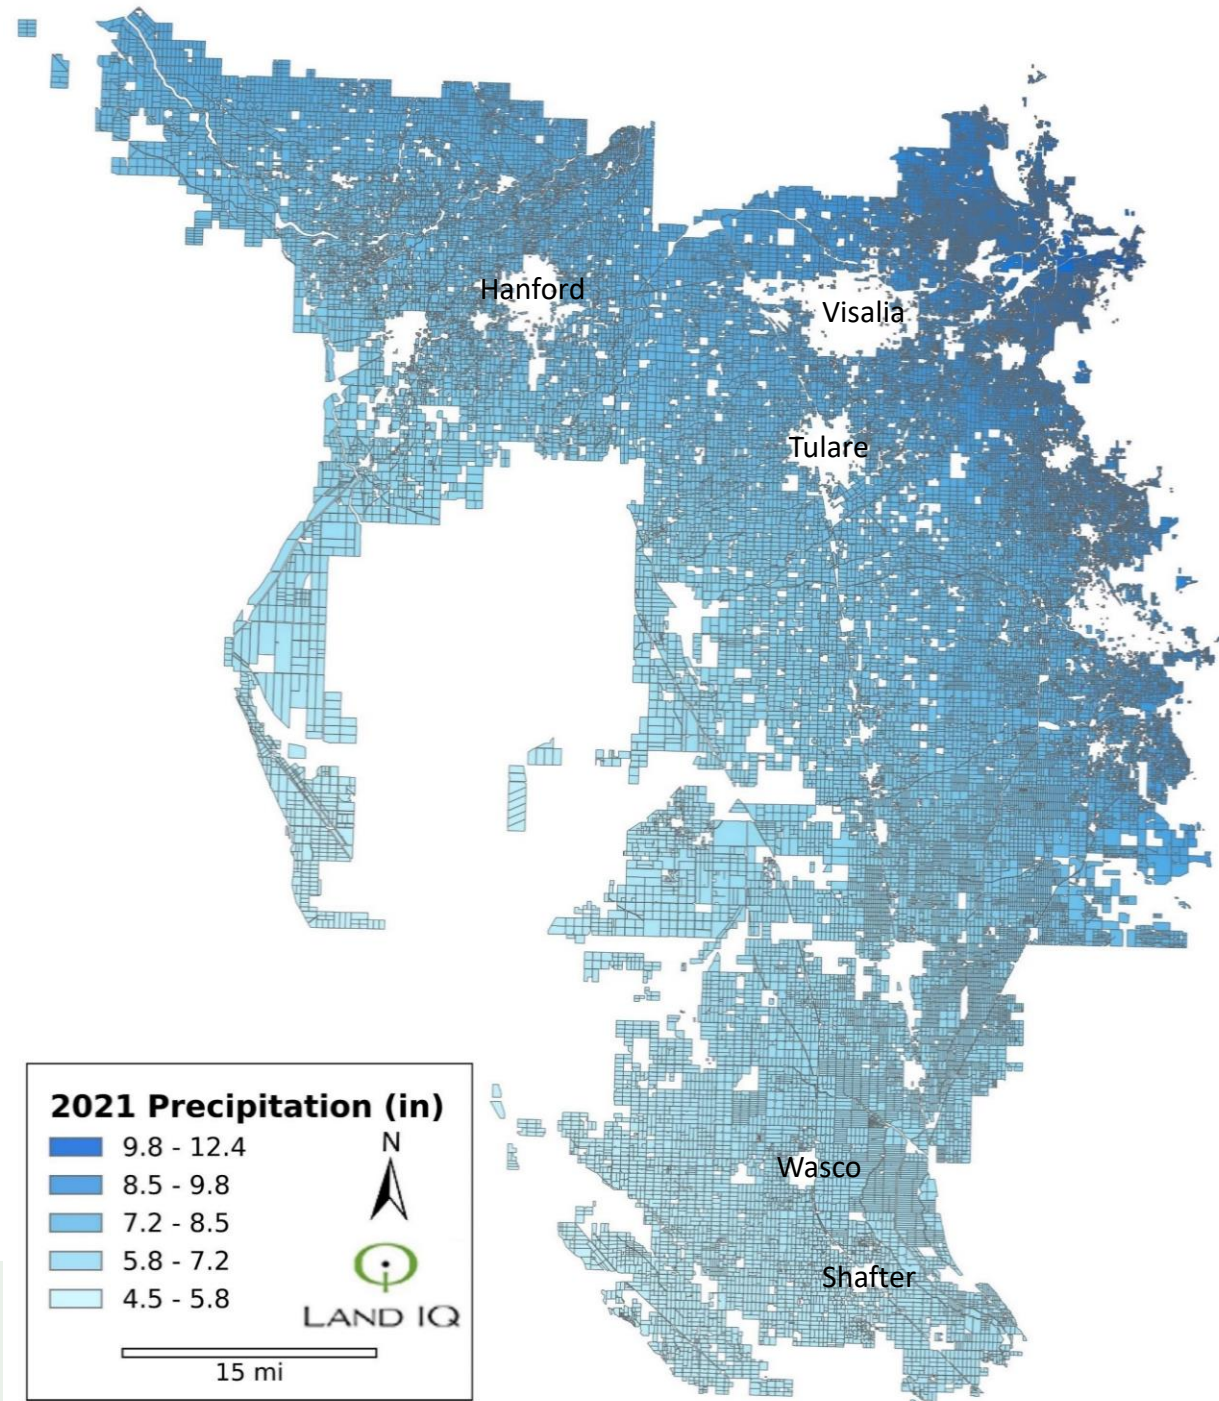 Hanford
Visalia
Tulare
Wasco
Shafter
2021 Precipitation (in)
9.8 - 12.4
8.5 - 9.8
7.2 - 8.5
5.8 - 7.2
4.5 - 5.8
N
LAND IQ
15 mi